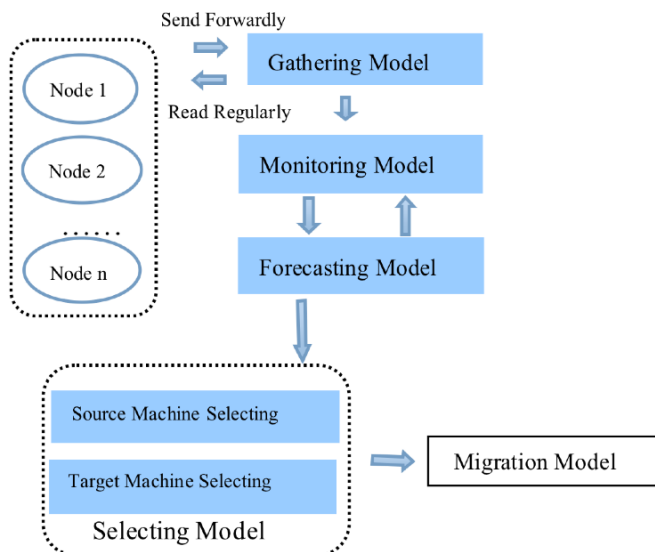 Send Forwardly
Gathering Model
Node 1
Read Regularly
Node 2
Monitoring Model
......
Node n
Forecasting Model
Source Machine Selecting
Migration Model
Target Machine Selecting
Selecting Model